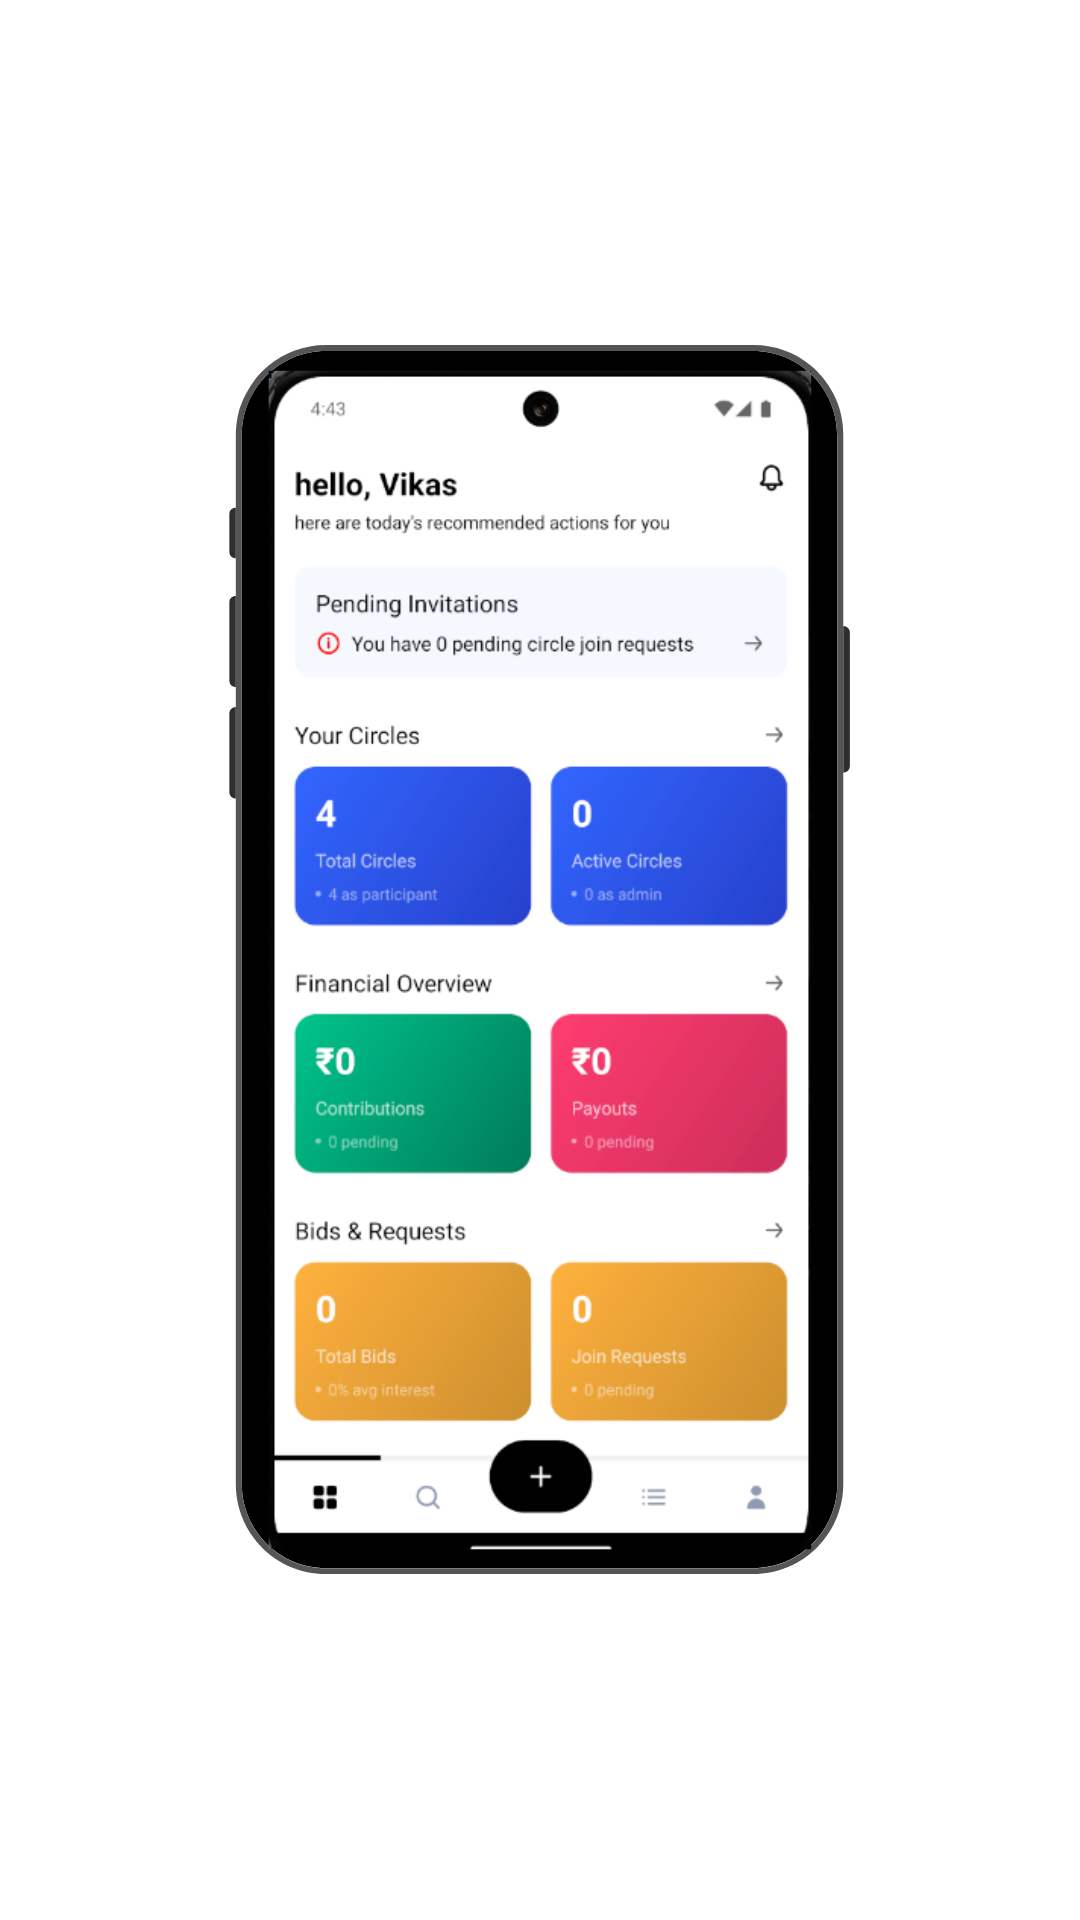 4:43
hello, Vikas
here are today's recommended actions for you
Pending Invitations
You have 0 pending circle join requests
Your Circles
4
Total Circles
• 4 as participant
0
Active Circles
• 0 as admin
Financial Overview
₹0
Contributions
• 0 pending
₹0
Payouts
• 0 pending
Bids & Requests
0
Total Bids
• 0% avg interest
0
Join Requests
• 0 pending